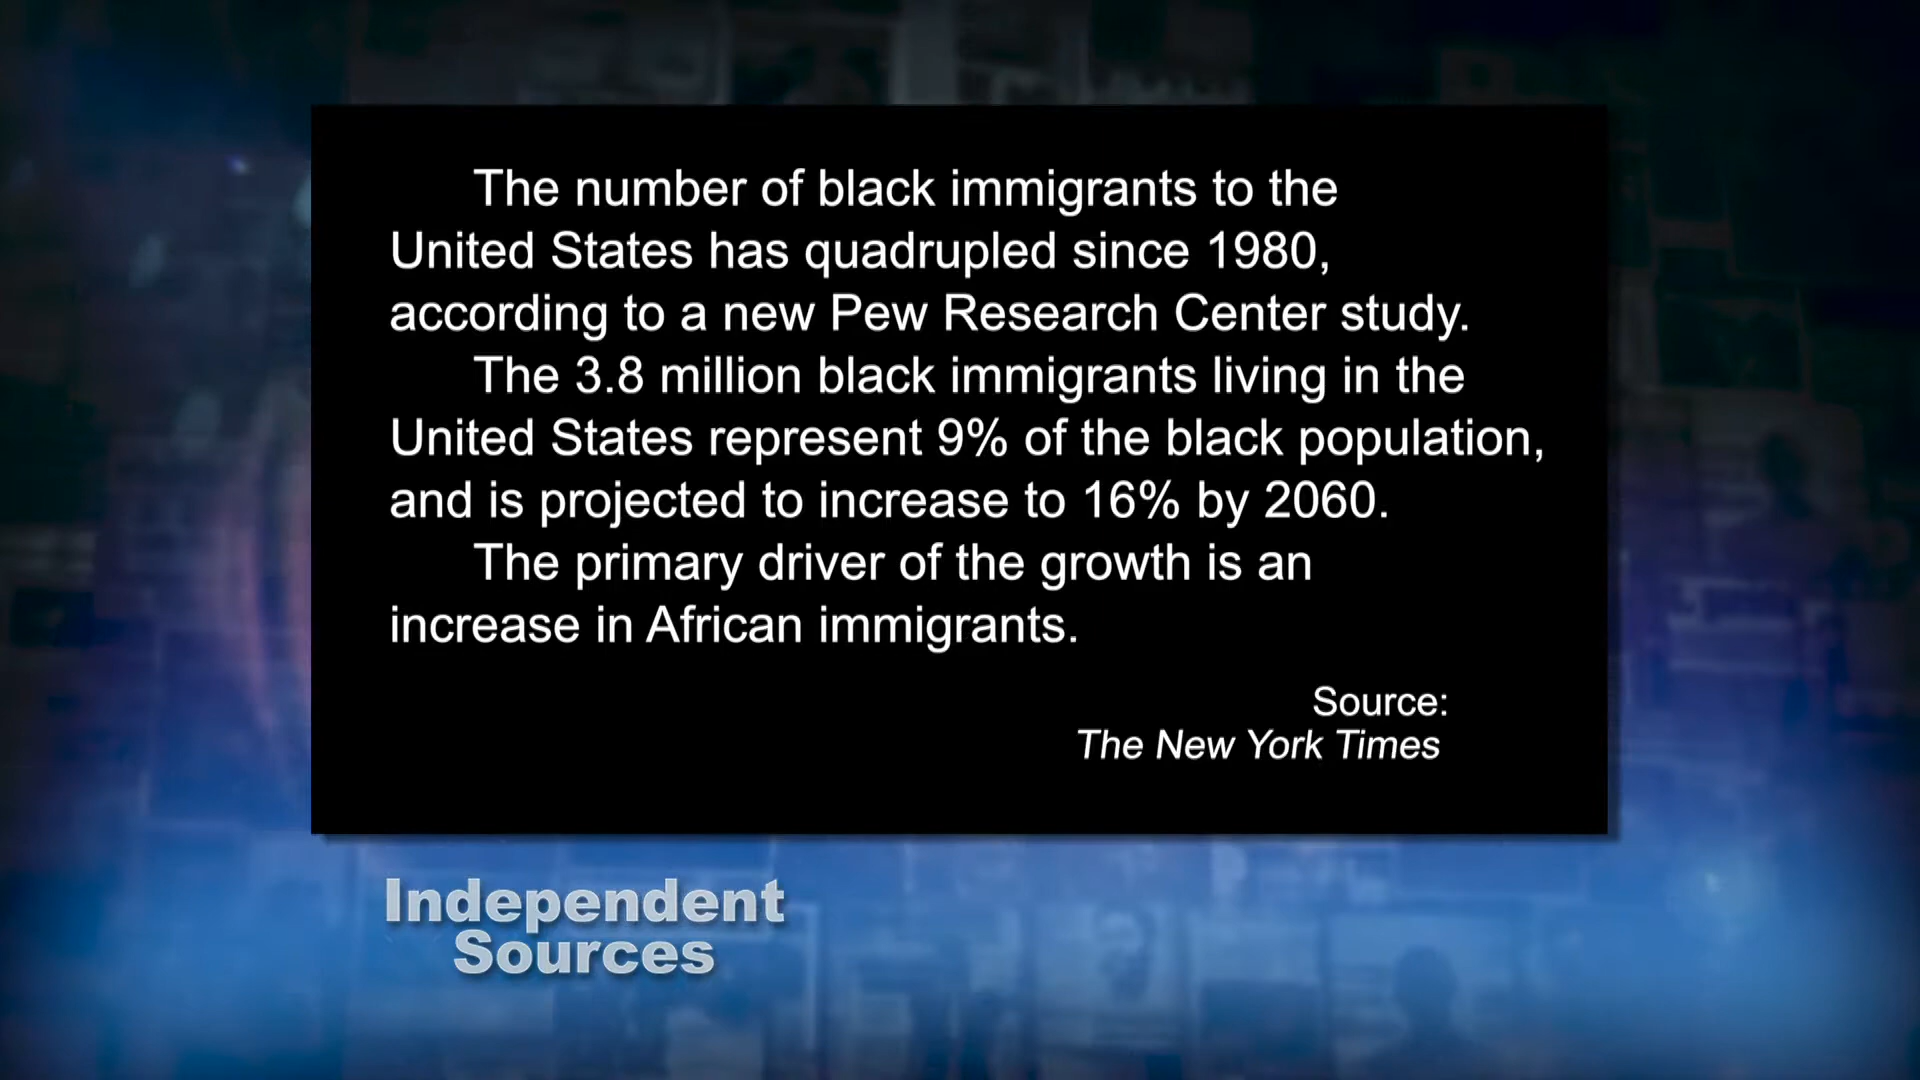 The number of black immigrants to the
United States has quadrupled since 1980,
according to a new Pew Research Center study.
The 3.8 million black immigrants living in the
United States represent 9% of the black population,
and is projected to increase to 16% by 2060.
The primary driver of the growth is an
increase in African immigrants.
Source:
The New York Times
Independent
Sources